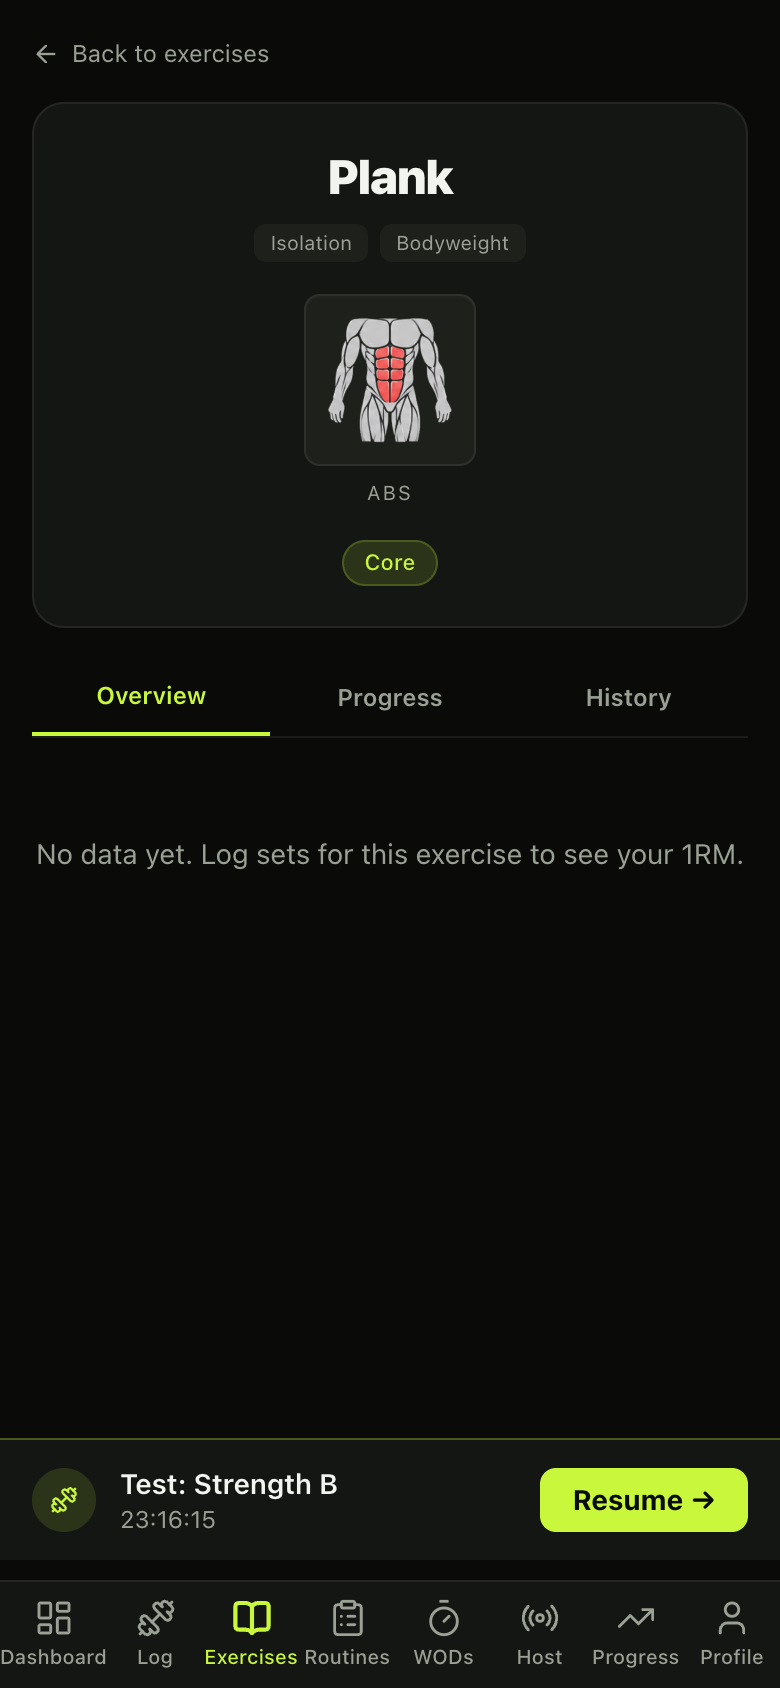 Back to exercises
Plank
Isolation
Bodyweight
ABS
Core
Overview
Progress
History
No data yet. Log sets for this exercise to see your 1RM.
Test: Strength B
23:16:15
Resume →
Dashboard
Log
Exercises
Routines
WODs
Host
Progress
Profile